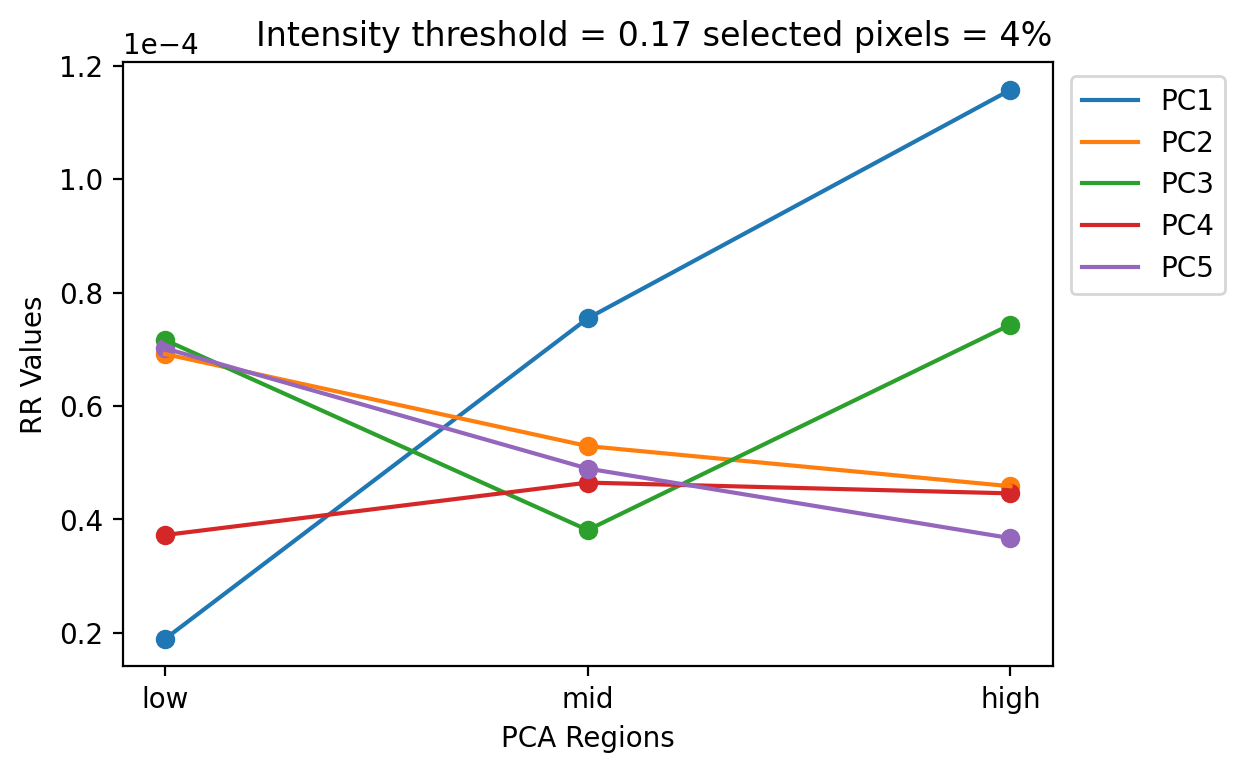 Intensity threshold = 0.17 selected pixels = 4%
1e−4
1.2
1.0
0.8
0.6
0.4
0.2
RR Values
low mid high
PCA Regions
PC1
PC2
PC3
PC4
PC5